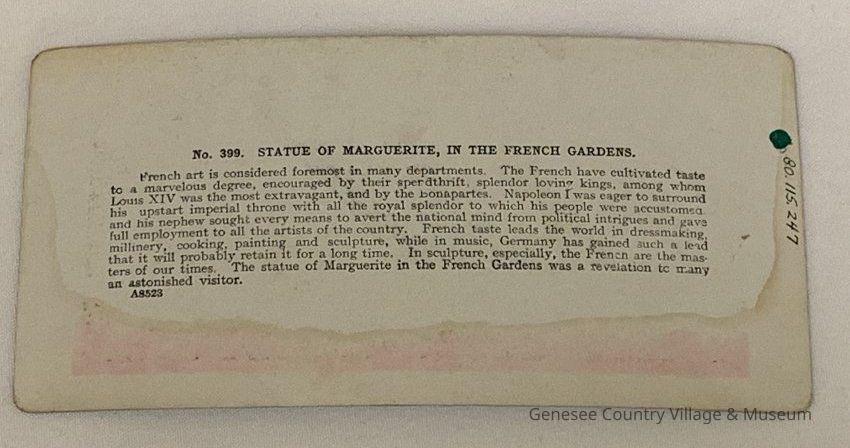 No. 399. STATUE OF MARGUERITE, IN THE FRENCH GARDENS.
French art is considered foremost in many departments. The French have cultivated taste
to a marvelous degree, encouraged by their spendthrift, splendor loving kings, among whom
Louis XIV was the most extravagant, and by the Bonapartes. Napoleon I was eager to surround
his upstart imperial throne with all the royal splendor to which his people were accustomed
and his nephew sought every means to avert the national mind from political intrigues and gave
full employment to all the artists of the country. French taste leads the world in dressmaking,
millinery, cooking, painting and sculpture, while in music, Germany has gained such a lead
that it will probably retain it for a long time. In sculpture, especially, the French are the mas-
ters of our times. The statue of Marguerite in the French Gardens was a revelation to many
an astonished visitor.
A8523
80.115.247
Genesee Country Village & Museum